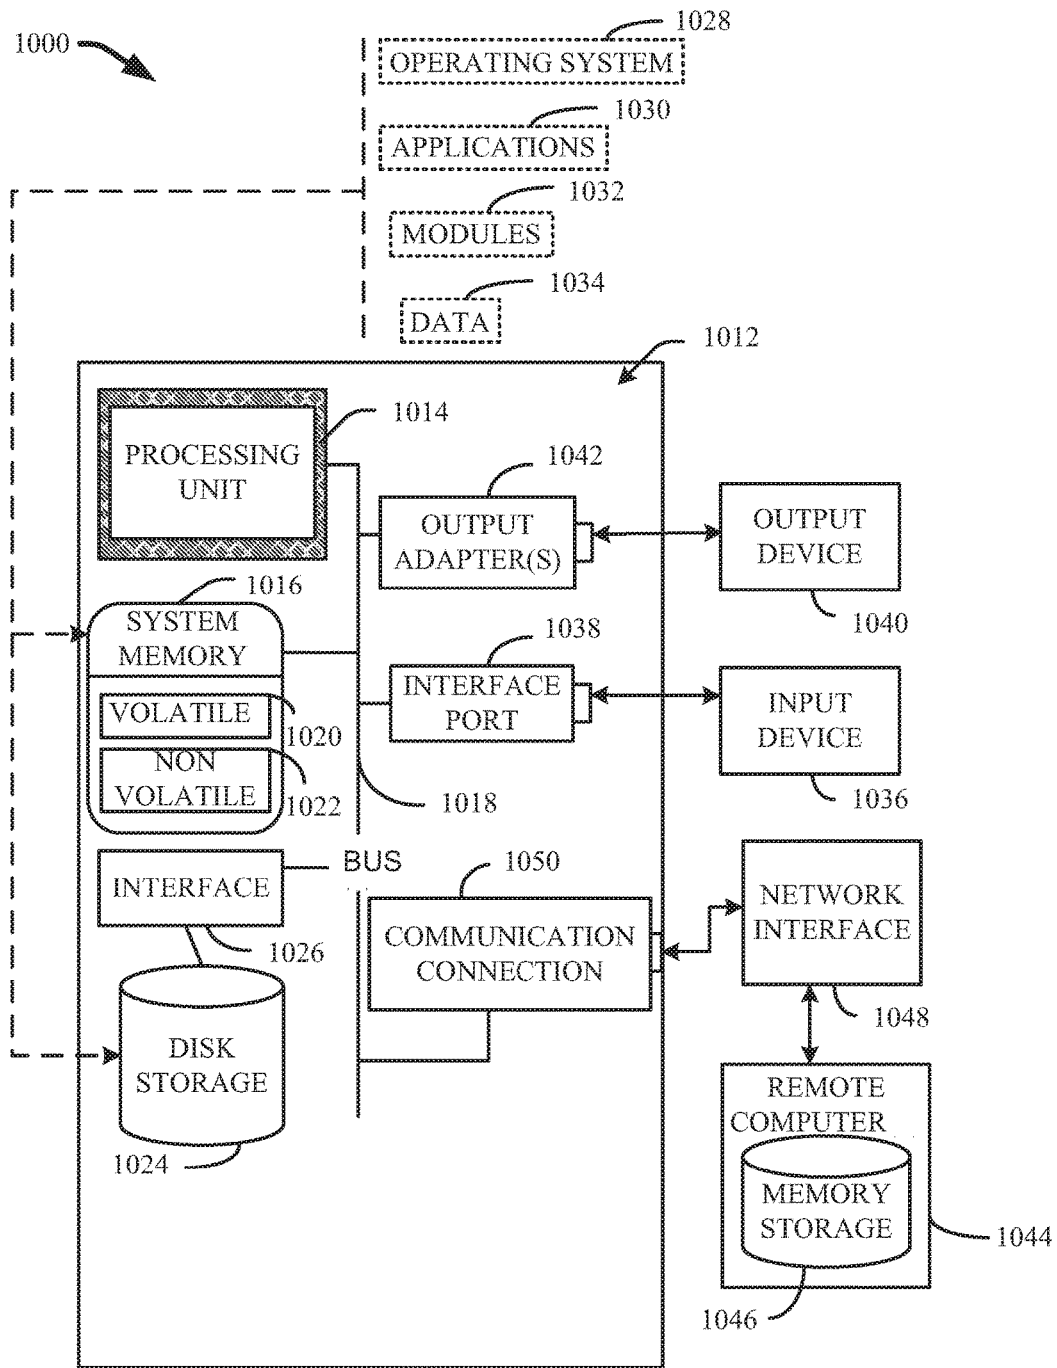 1028
1000
OPERATING SYSTEM
1030
APPLICATIONS
1032
MODULES
1034
DATA
1012
1014
PROCESSING
UNIT
1042
OUTPUT
ADAPTER(S)
OUTPUT
DEVICE
1040
1016
SYSTEM
MEMORY
1038
INTERFACE
PORT
VOLATILE
1020
NON
VOLATILE
1022
1018
INPUT
DEVICE
1036
BUS
INTERFACE
1026
1050
COMMUNICATION
CONNECTION
NETWORK
INTERFACE
1048
DISK
STORAGE
1024
REMOTE
COMPUTER
MEMORY
STORAGE
1044
1046